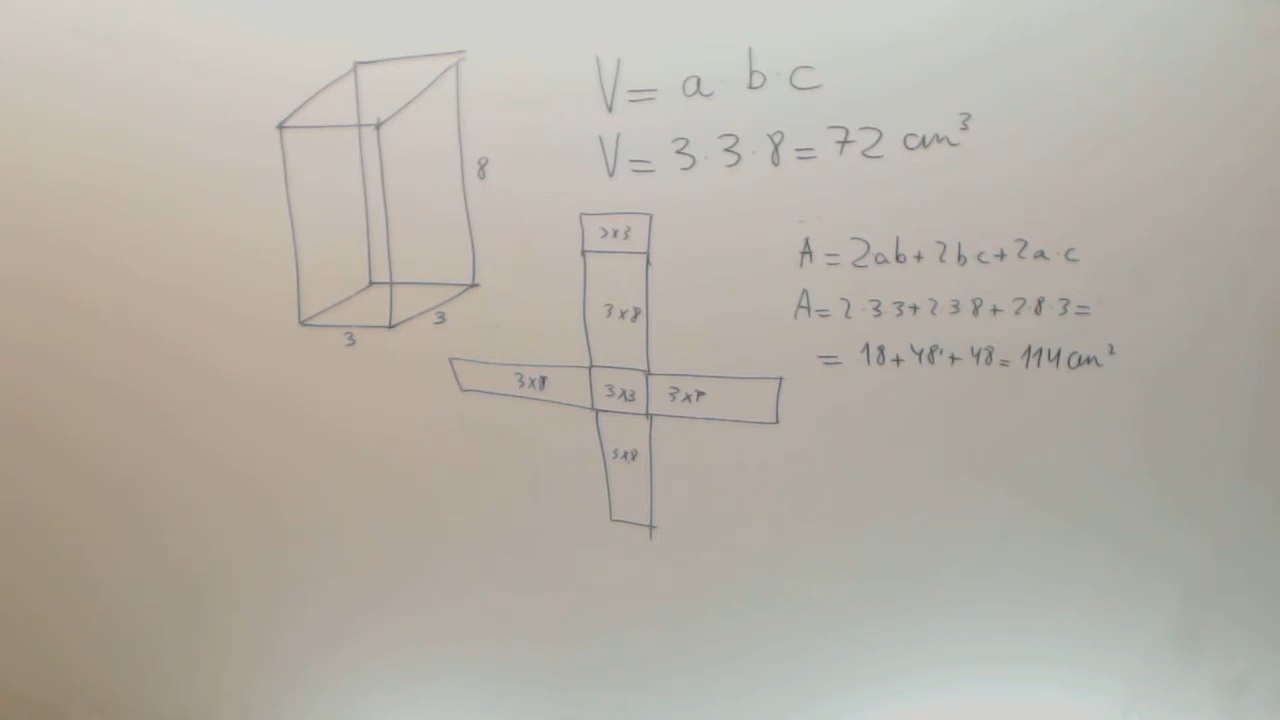 V = a b · c
V = 3 · 3 · 8 = 72 cm³
8
3
3
3x3
3x8
3x8
3x3
3x8
3x8
A = 2ab + 2bc + 2a·c
A = 2·3·3 + 2·3·8 + 2·8·3 =
= 18 + 48 + 48 = 114 cm²